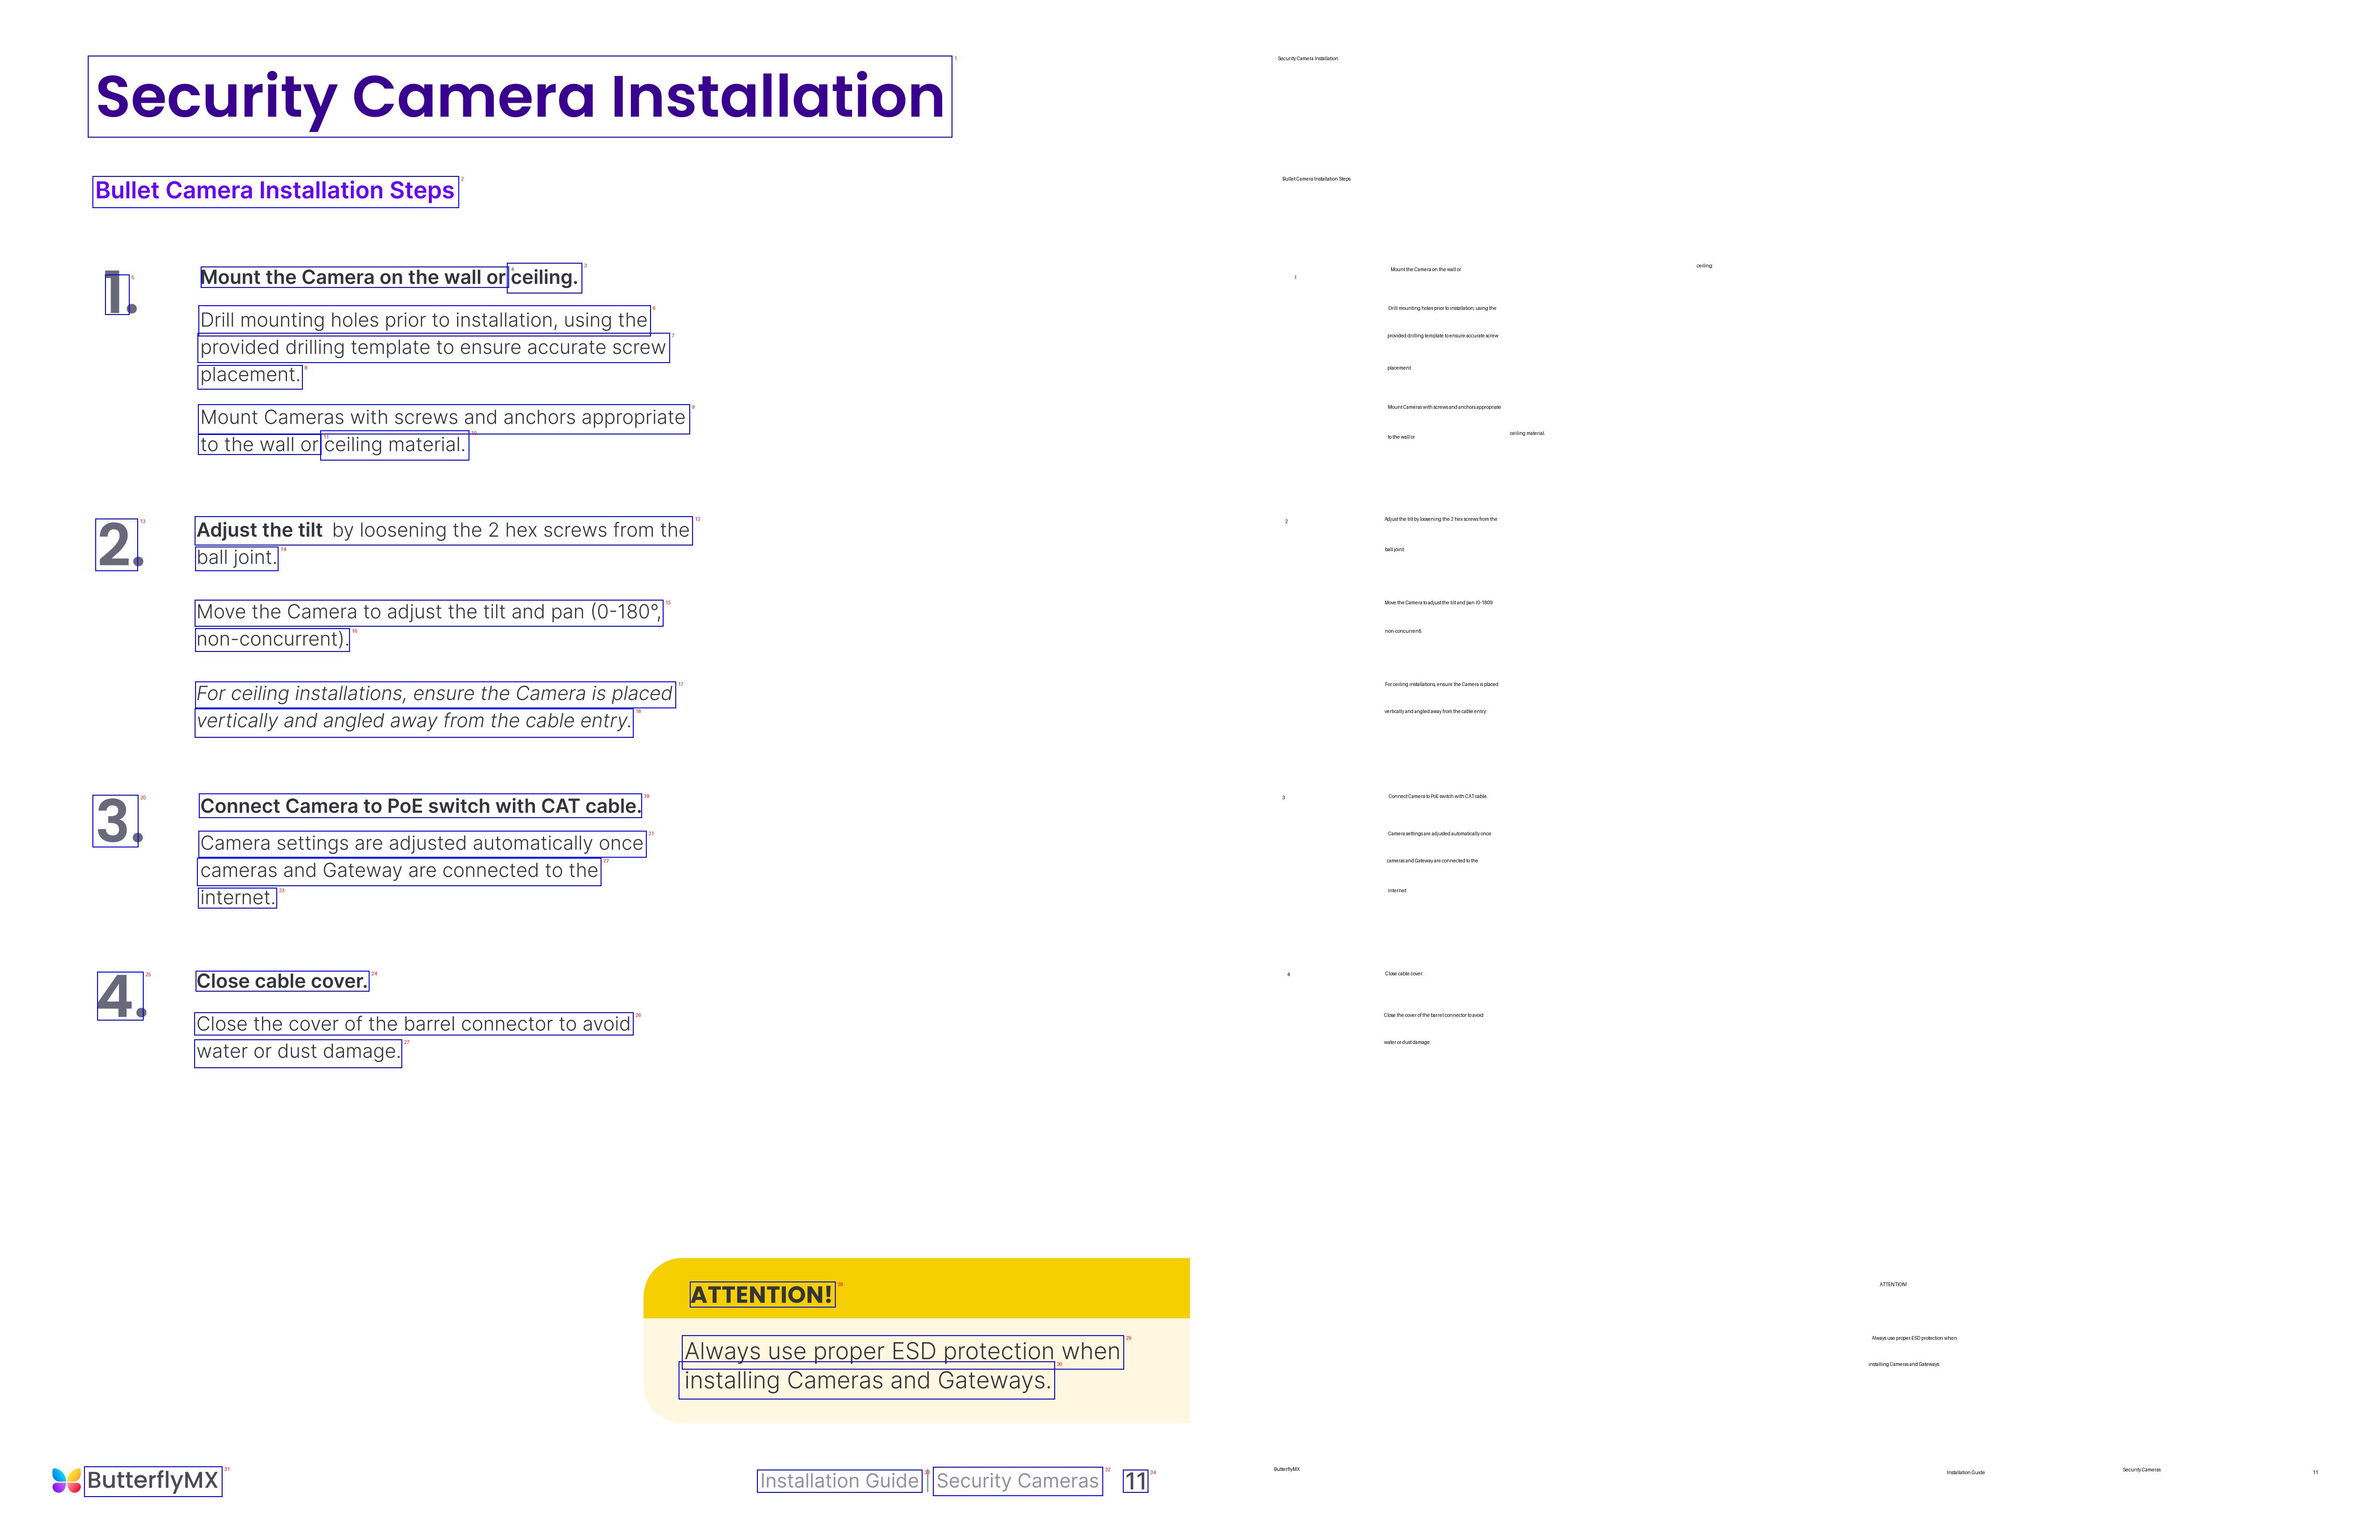 Security Camera Installation
Bullet Camera Installation Steps
1.
Mount the Camera on the wall or ceiling.
Drill mounting holes prior to installation, using the
provided drilling template to ensure accurate screw
placement.
Mount Cameras with screws and anchors appropriate
to the wall or ceiling material.
2.
Adjust the tilt by loosening the 2 hex screws from the
ball joint.
Move the Camera to adjust the tilt and pan (0-180°,
non-concurrent).
For ceiling installations, ensure the Camera is placed
vertically and angled away from the cable entry.
3.
Connect Camera to PoE switch with CAT cable.
Camera settings are adjusted automatically once
cameras and Gateway are connected to the
internet.
4.
Close cable cover.
Close the cover of the barrel connector to avoid
water or dust damage.
ATTENTION!
Always use proper ESD protection when
installing Cameras and Gateways.
ButterflyMX
Installation Guide | Security Cameras 11
Security Camera Installation
Bullet Camera Installation Steps
Mount the Camera on the wall or
ceiling
Drill mounting holes prior to installation, using the
provided drilling template to ensure accurate screw
placement
Mount Cameras with screws and anchors appropriate
to the wall or
ceiling material.
2
Adjust the tilt by loosening the 2 hex screws from the
ball joint
Move the Camera to adjust the tilt and pan (0-1809
non-concurrent)
For ceiling installations, ensure the Camera is placed
vertically and angled away from the cable entry
3
Connect Camera to PoE switch with CAT cable.
Camera settings are adjusted automatically once
cameras and Gateway are connected to the
internet
4
Close cable cover.
Close the cover of the barrel connector to avoid
water or dust damage.
ATTENTION!
Always use proper ESD protection when
installing Cameras and Gateways
ButterflyMX
Installation Guide
Security Cameras
11